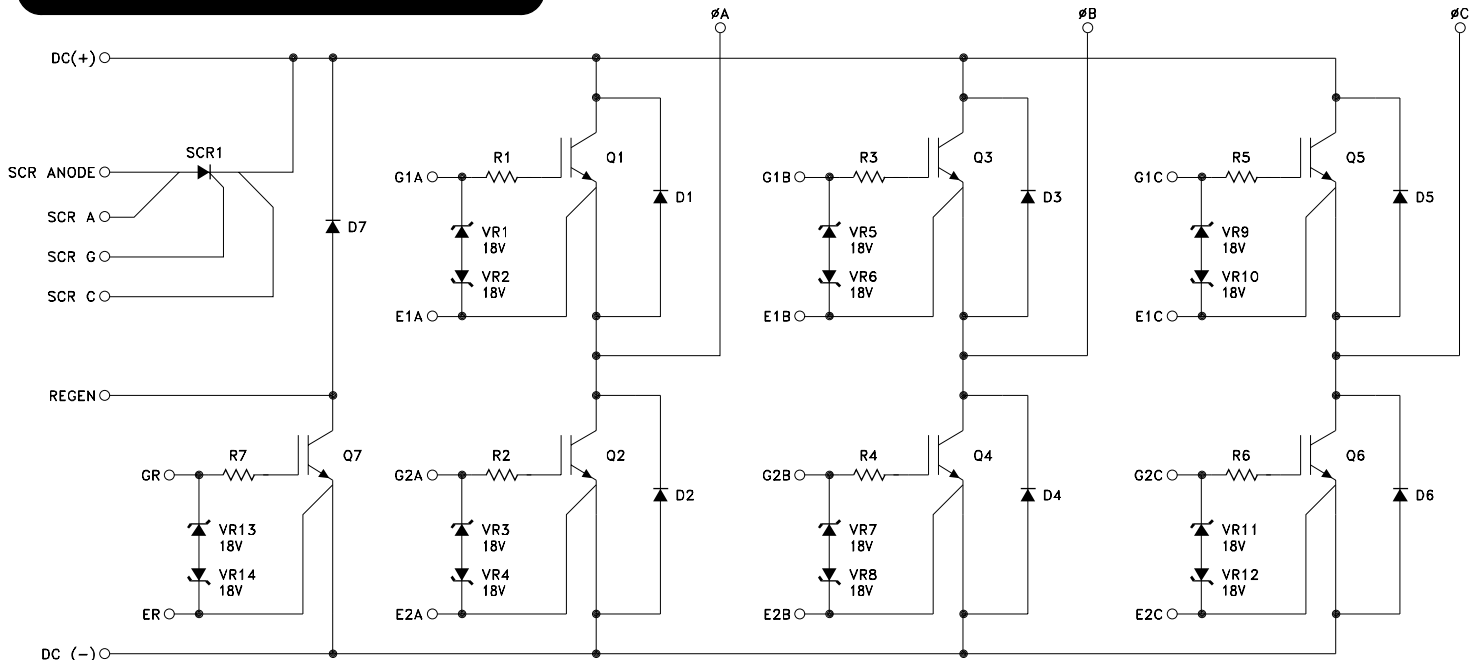 øA
øB
øC
DC(+)
SCR1
SCR ANODE
SCR A
SCR G
SCR C
D7
G1A
R1
Q1
D1
VR1
18V
VR2
18V
E1A
G1B
R3
Q3
D3
VR5
18V
VR6
18V
E1B
G1C
R5
Q5
D5
VR9
18V
VR10
18V
E1C
REGEN
GR
R7
Q7
VR13
18V
VR14
18V
ER
G2A
R2
Q2
D2
VR3
18V
VR4
18V
E2A
G2B
R4
Q4
D4
VR7
18V
VR8
18V
E2B
G2C
R6
Q6
D6
VR11
18V
VR12
18V
E2C
DC (-)